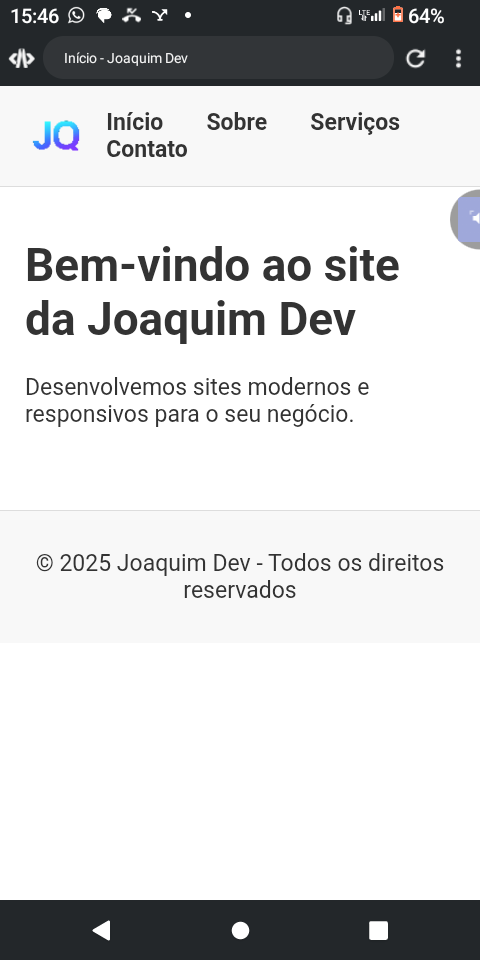 15:46
LTE
64%
Início - Joaquim Dev
JQ
Início Sobre Serviços
Contato
Bem-vindo ao site
da Joaquim Dev
Desenvolvemos sites modernos e
responsivos para o seu negócio.
© 2025 Joaquim Dev - Todos os direitos
reservados